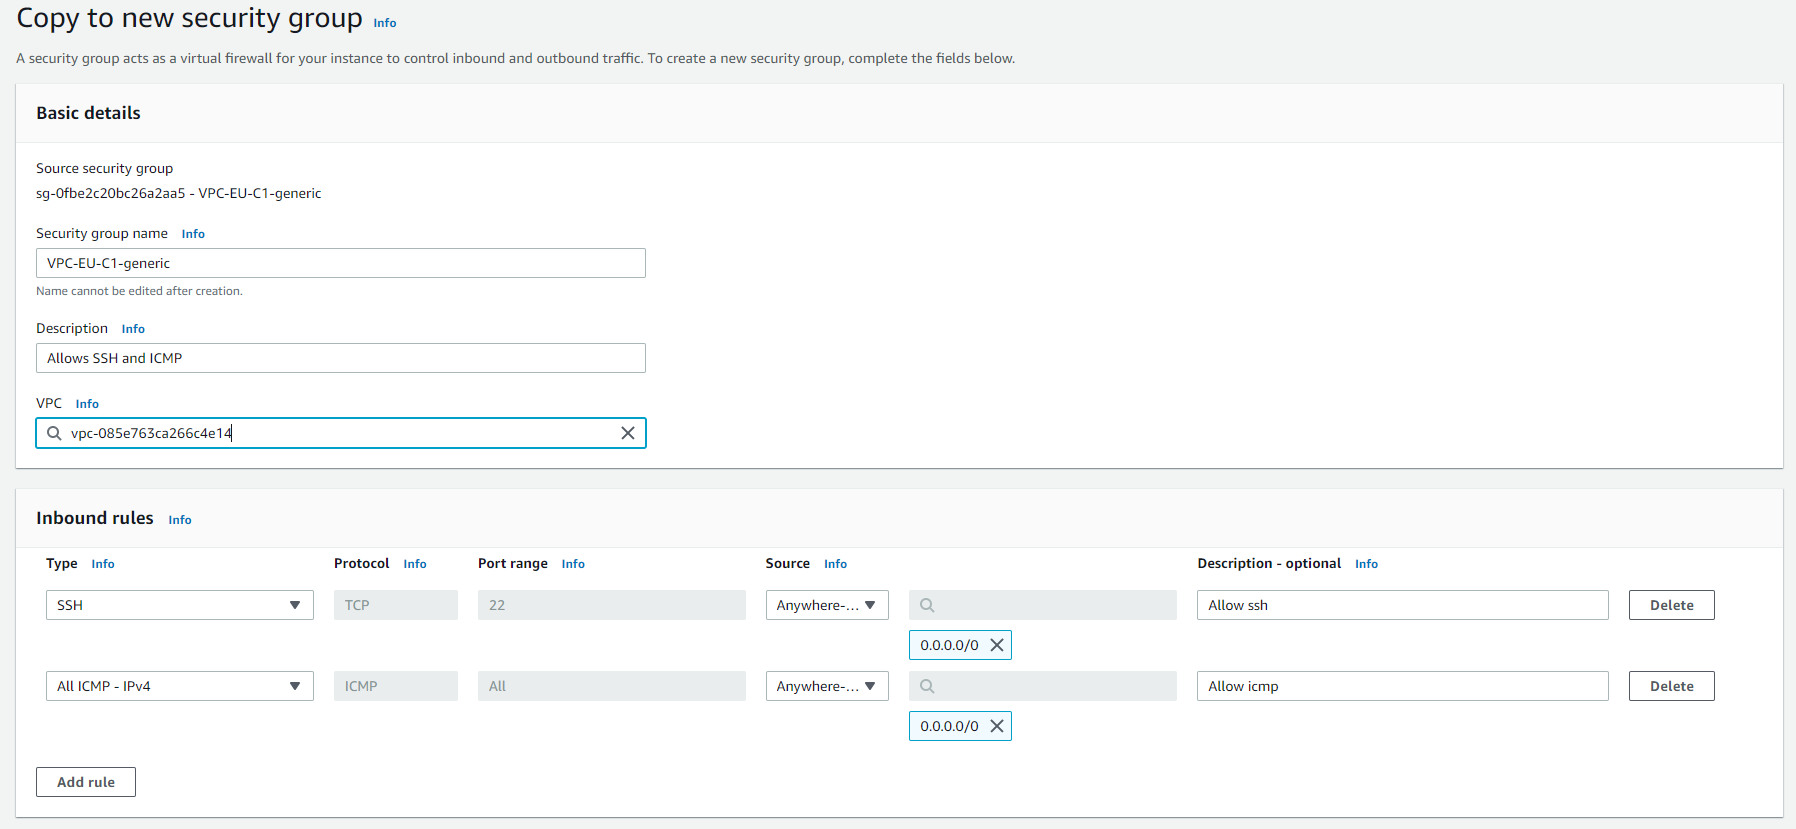 Copy to new security group Info
A security group acts as a virtual firewall for your instance to control inbound and outbound traffic. To create a new security group, complete the fields below.
Basic details
Source security group
sg-0fbe2c20bc26a2aa5 - VPC-EU-C1-generic
Security group name Info
VPC-EU-C1-generic
Name cannot be edited after creation.
Description Info
Allows SSH and ICMP
VPC Info
vpc-085e763ca266c4e14
Inbound rules Info
Type Info Protocol Info Port range Info Source Info Description - optional Info
SSH TCP 22 Anywhere-... Allow ssh Delete
0.0.0.0/0
All ICMP - IPv4 ICMP All Anywhere-... Allow icmp Delete
0.0.0.0/0
Add rule